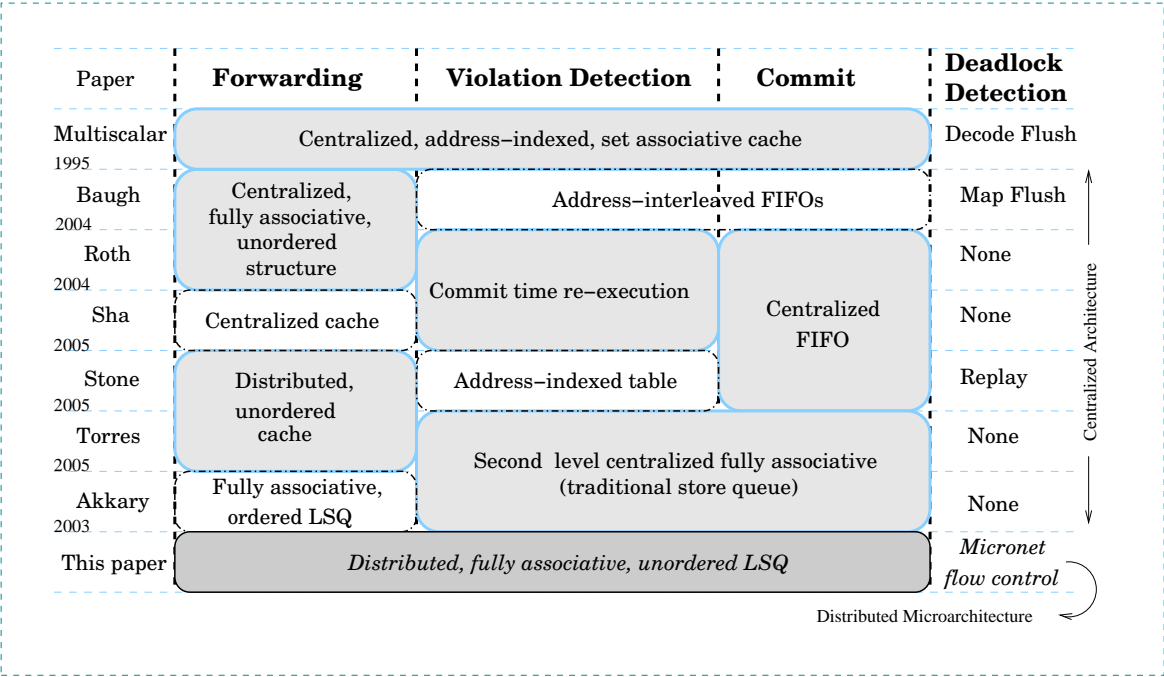 Paper
Forwarding
Violation Detection
Commit
Deadlock
Detection
Multiscalar
1995
Centralized, address−indexed, set associative cache
Decode Flush
Baugh
2004
Centralized,
fully associative,
unordered
structure
Address−interleaved FIFOs
Map Flush
Roth
2004
Commit time re−execution
Centralized
FIFO
None
Sha
2005
Centralized cache
None
Stone
2005
Distributed,
unordered
cache
Address−indexed table
Replay
Torres
2005
Second level centralized fully associative
(traditional store queue)
None
Akkary
2003
Fully associative,
ordered LSQ
None
Centralized Architecture
This paper
Distributed, fully associative, unordered LSQ
Micronet
flow control
Distributed Microarchitecture